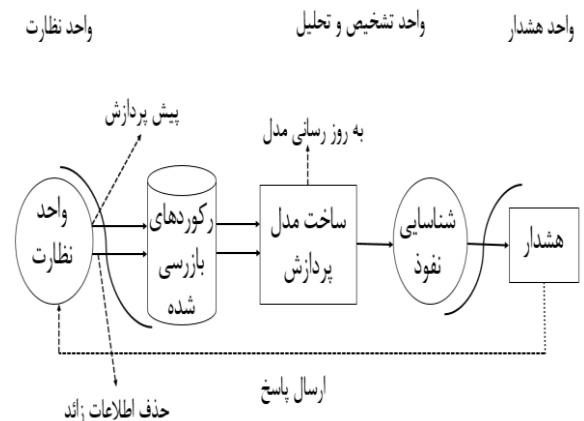 واحد هشدار
واحد تشخیص و تحلیل
واحد نظارت
پیش پردازش
به روز رسانی مدل
واحد
نظارت
رکوردهای
بازرسی
شده
ساخت مدل
پردازش
شناسایی
نفوذ
هشدار
ارسال پاسخ
حذف اطلاعات زائد